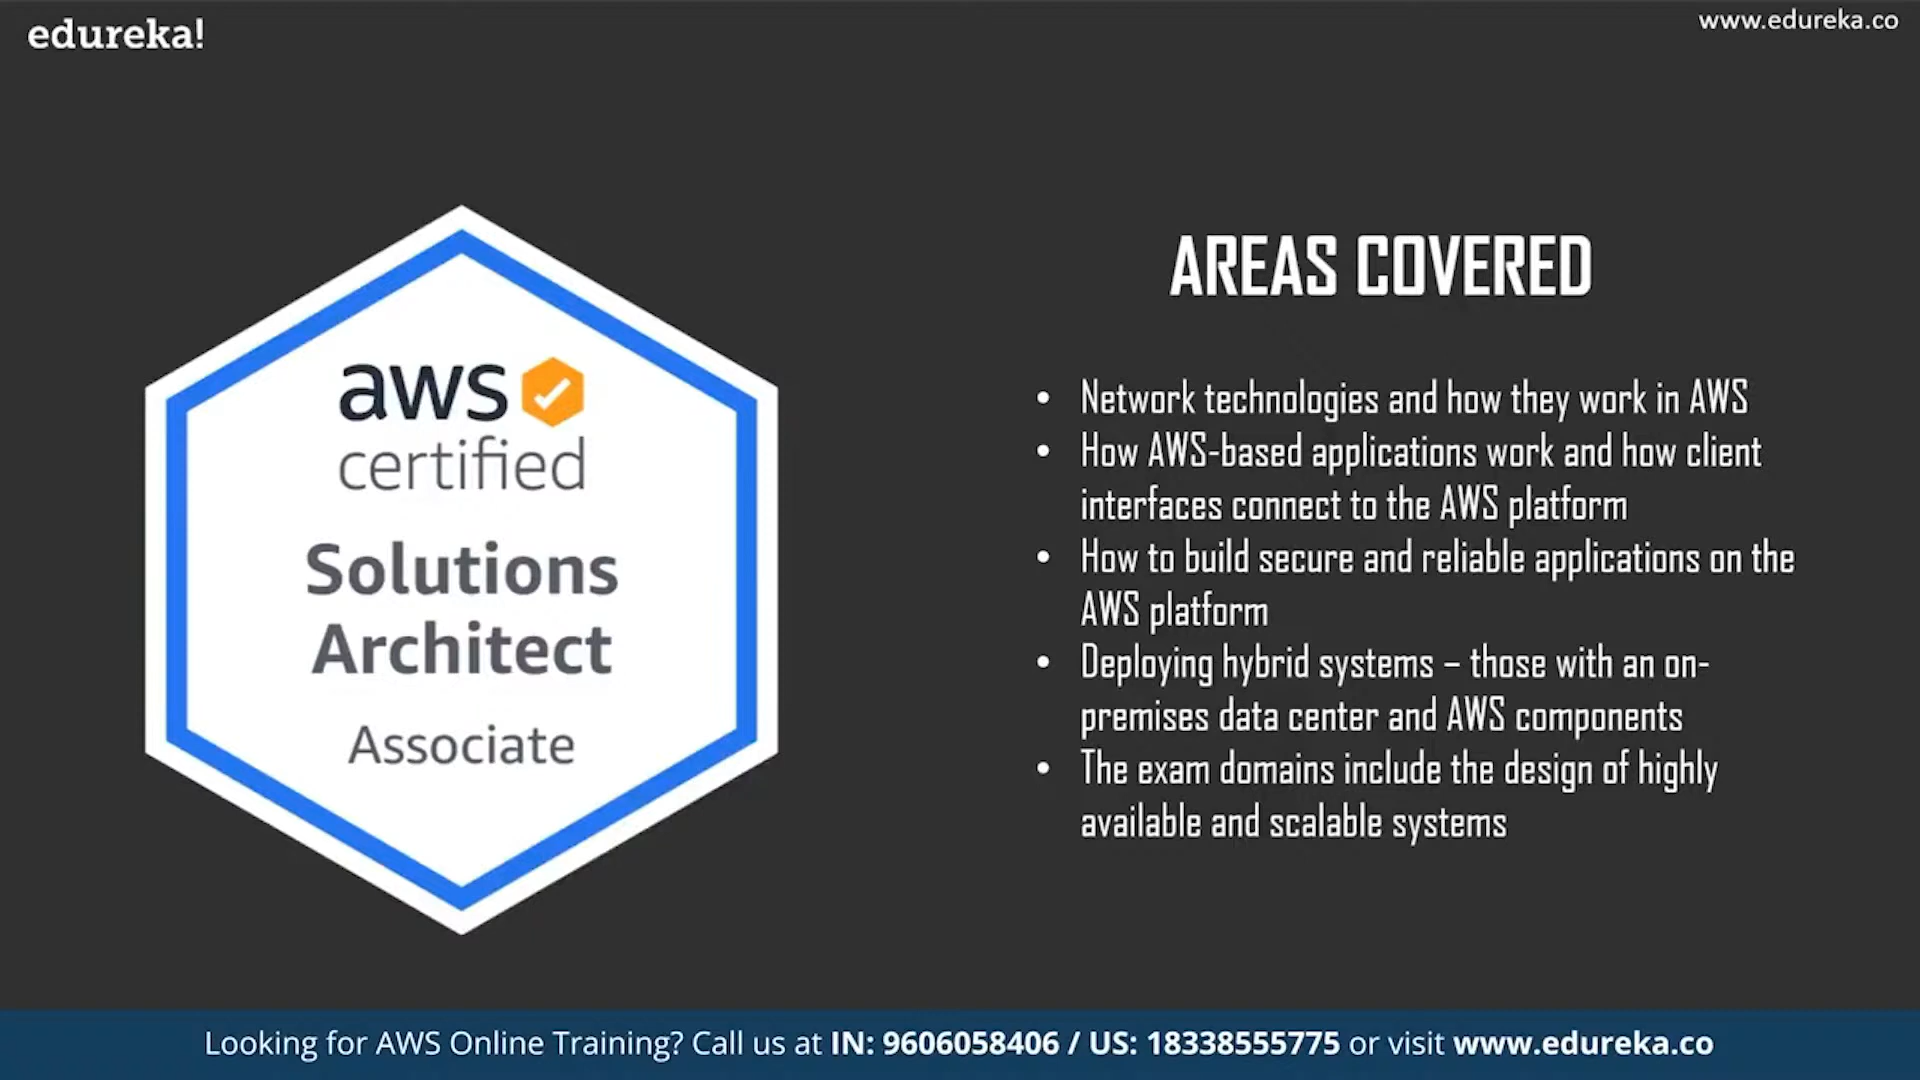 edureka!
www.edureka.co
aws
certified
Solutions
Architect
Associate
AREAS COVERED
• Network technologies and how they work in AWS
• How AWS-based applications work and how client
interfaces connect to the AWS platform
• How to build secure and reliable applications on the
AWS platform
• Deploying hybrid systems – those with an on-
premises data center and AWS components
• The exam domains include the design of highly
available and scalable systems
Looking for AWS Online Training? Call us at IN: 9606058406 / US: 18338555775 or visit www.edureka.co